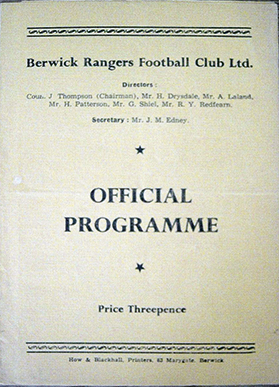 Berwick Rangers Football Club Ltd.
Directors :
Coun. J Thompson (Chairman), Mr. H. Drysdale, Mr. A. Laland,
Mr. H. Patterson, Mr. G. Shiel, Mr. R. Y. Redfearn.
Secretary : Mr. J. M. Edney.
OFFICIAL
PROGRAMME
Price Threepence
How & Blackhall, Printers, 62 Marygate, Berwick